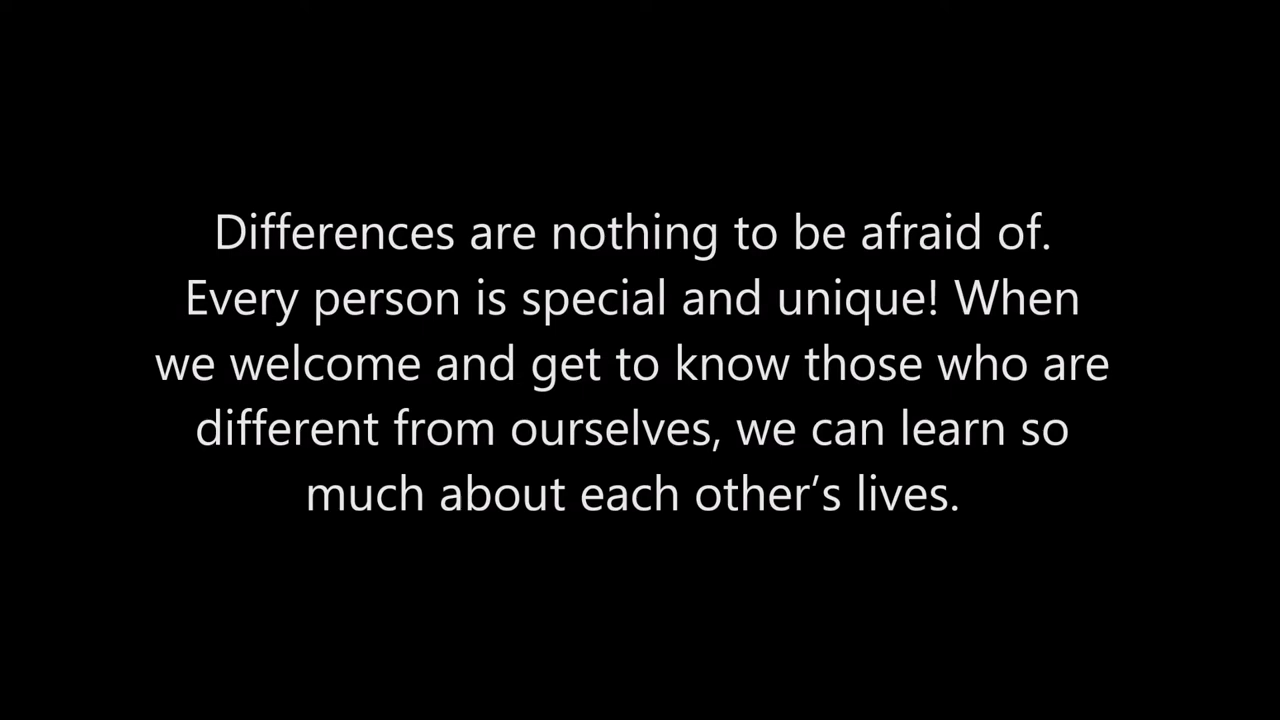 Differences are nothing to be afraid of.
Every person is special and unique! When
we welcome and get to know those who are
different from ourselves, we can learn so
much about each other’s lives.